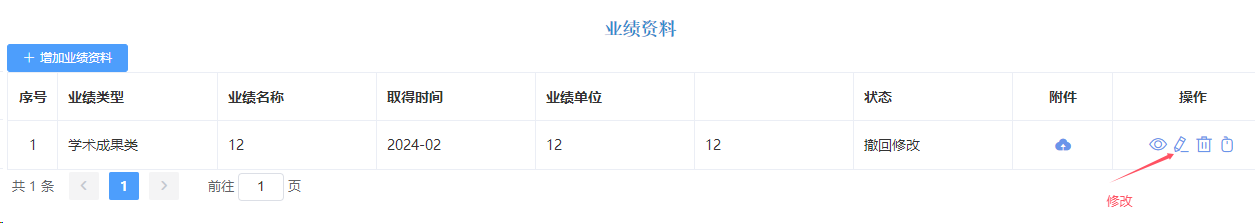 业绩资料
增加业绩资料
序号 业绩类型 业绩名称 取得时间 业绩单位 状态 附件 操作
1 学术成果类 12 2024-02 12 12 撤回修改
共 1 条 1 前往 1 页
修改